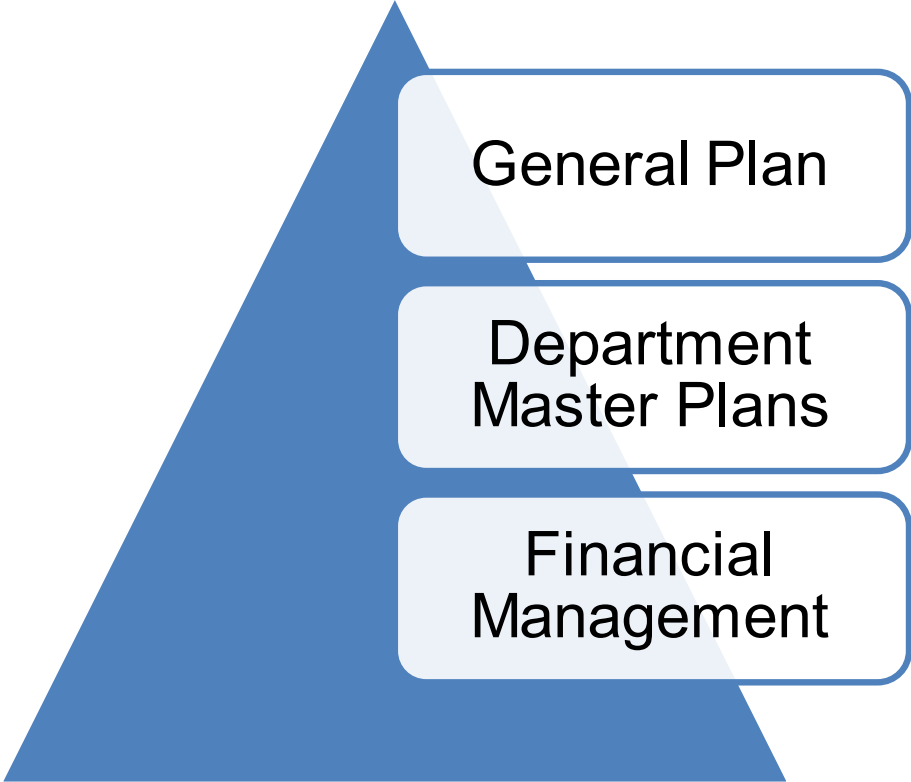 General Plan
Department
Master Plans
Financial
Management